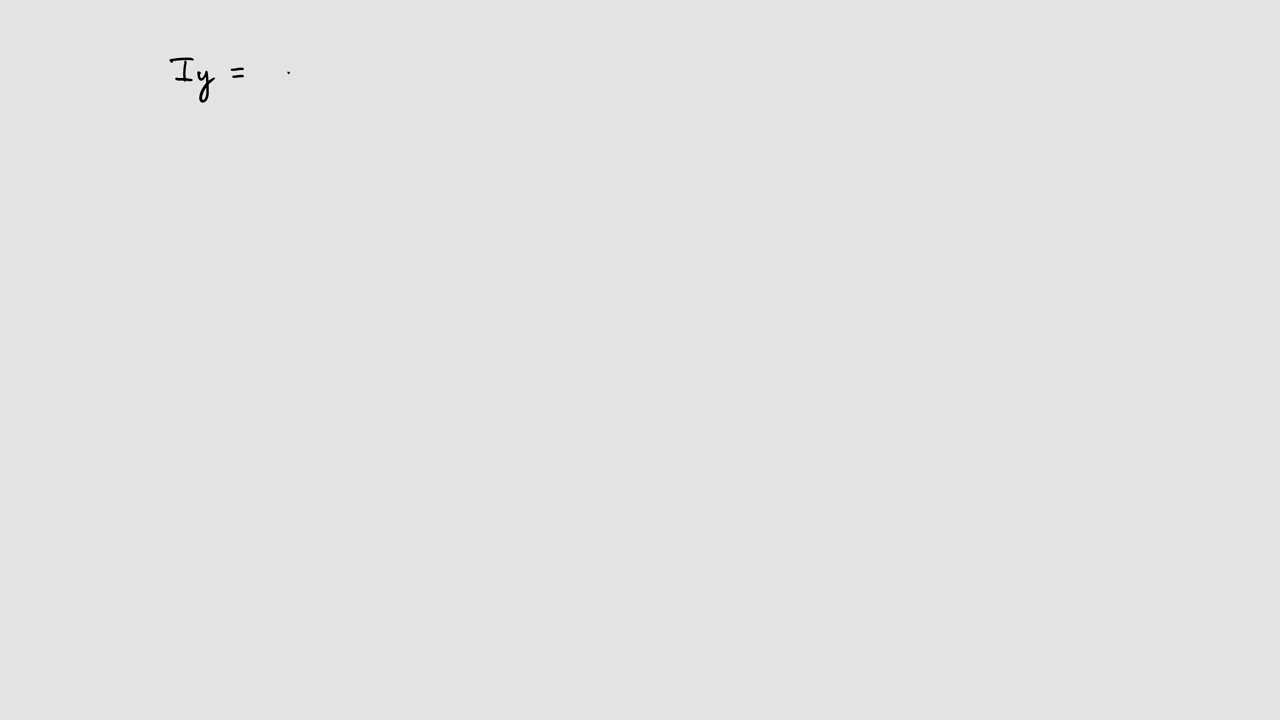 Iy =